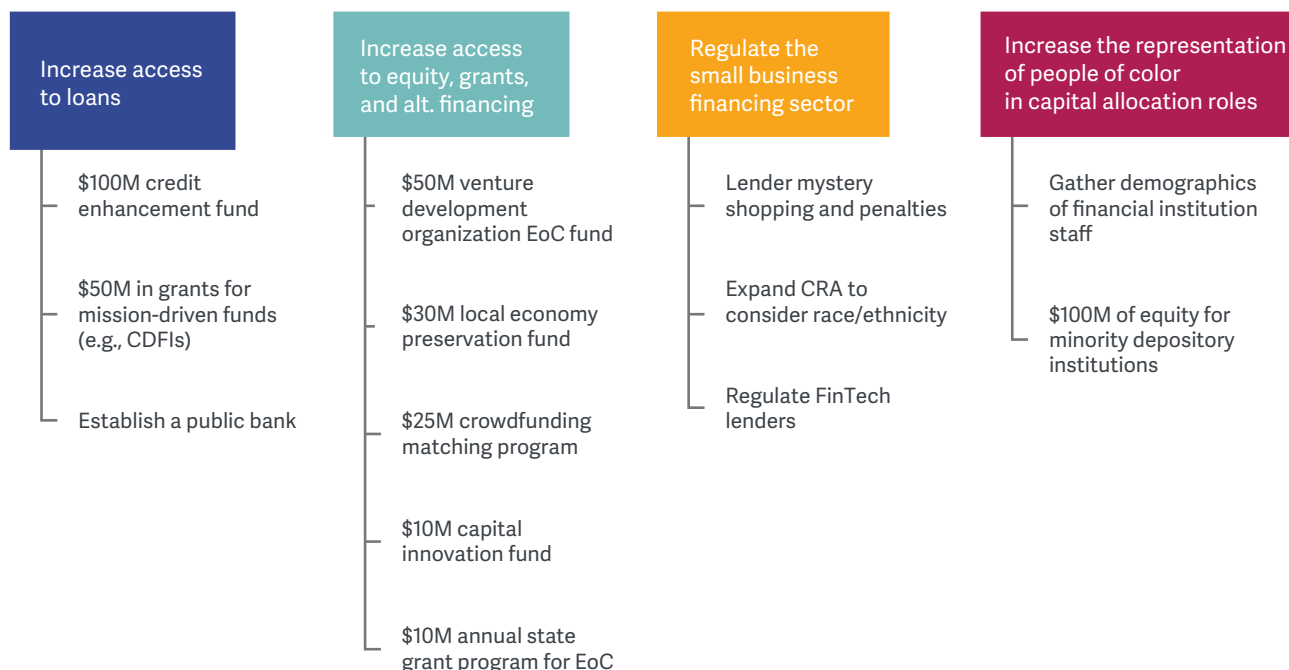 Increase access
to loans
$100M credit
enhancement fund
$50M in grants for
mission-driven funds
(e.g., CDFIs)
Establish a public bank
Increase access
to equity, grants,
and alt. financing
$50M venture
development
organization EoC fund
$30M local economy
preservation fund
$25M crowdfunding
matching program
$10M capital
innovation fund
$10M annual state
grant program for EoC
Regulate the
small business
financing sector
Lender mystery
shopping and penalties
Expand CRA to
consider race/ethnicity
Regulate FinTech
lenders
Increase the representation
of people of color
in capital allocation roles
Gather demographics
of financial institution
staff
$100M of equity for
minority depository
institutions